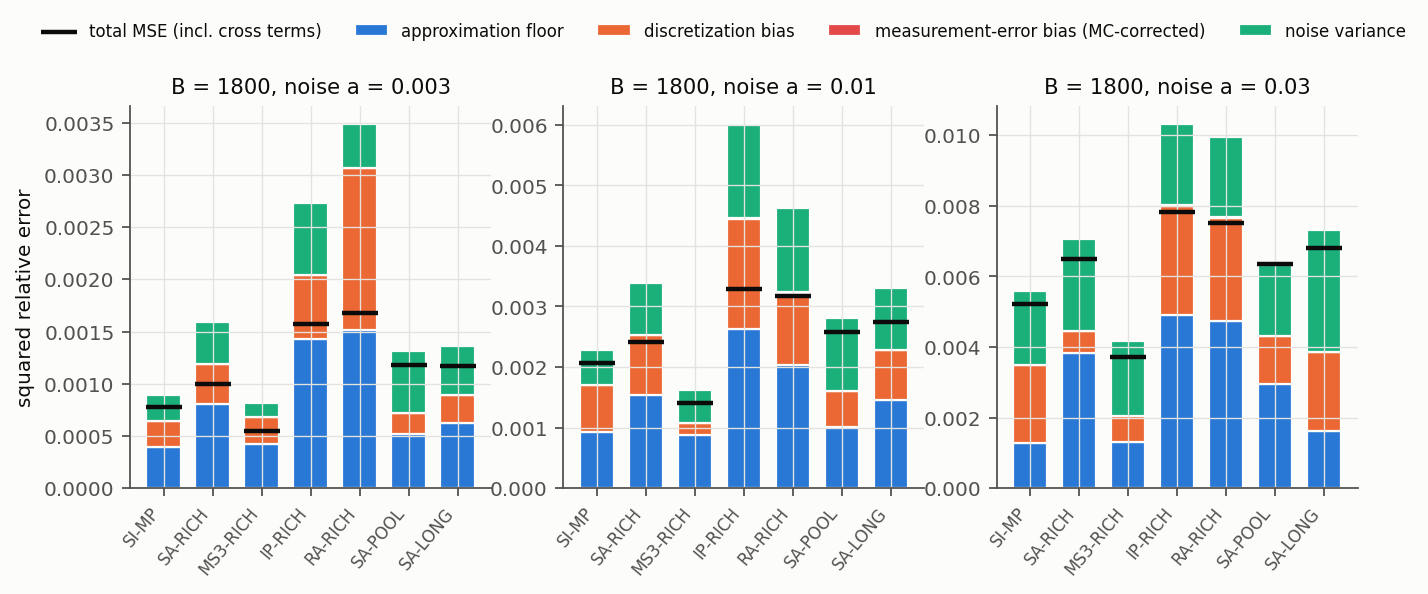 total MSE (incl. cross terms) approximation floor discretization bias measurement-error bias (MC-corrected) noise variance
B = 1800, noise a = 0.003
squared relative error
0.0035
0.0030
0.0025
0.0020
0.0015
0.0010
0.0005
0.0000
SI-MP SA-RICH MS3-RICH IP-RICH RA-RICH SA-POOL SA-LONG
B = 1800, noise a = 0.01
0.006
0.005
0.004
0.003
0.002
0.001
0.000
SI-MP SA-RICH MS3-RICH IP-RICH RA-RICH SA-POOL SA-LONG
B = 1800, noise a = 0.03
0.010
0.008
0.006
0.004
0.002
0.000
SI-MP SA-RICH MS3-RICH IP-RICH RA-RICH SA-POOL SA-LONG